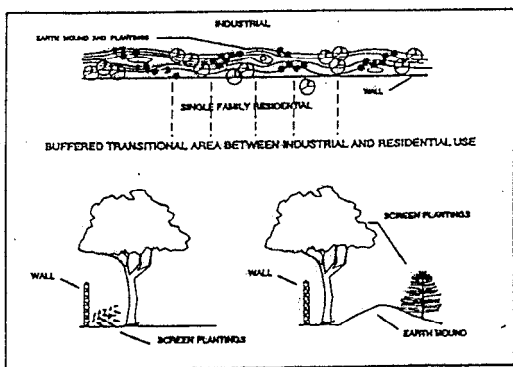 INDUSTRIAL
EARTH MOUND AND PLANTINGS
WALL
SINGLE FAMILY RESIDENTIAL
BUFFERED TRANSITIONAL AREA BETWEEN INDUSTRIAL AND RESIDENTIAL USE
SCREEN PLANTINGS
WALL
WALL
EARTH MOUND
SCREEN PLANTINGS